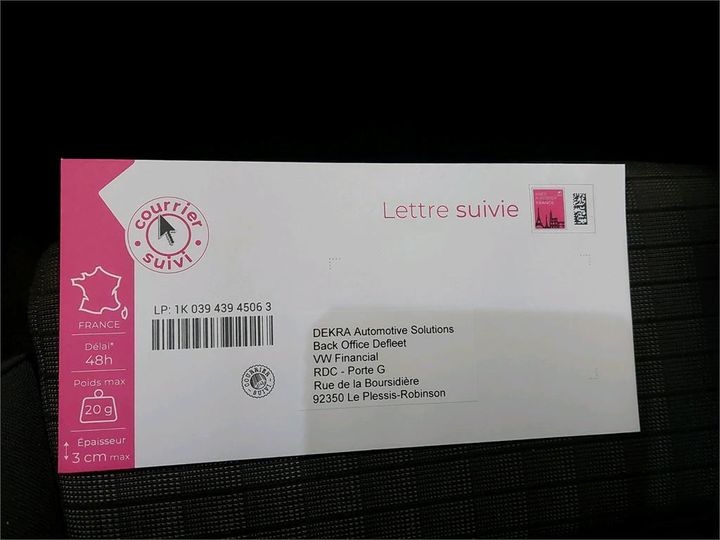 courrier
suivi
Lettre suivie
FRANCE
Délai*
48h
Poids max
20 g
Épaisseur
3 cm max
LP: 1K 039 439 4506 3
DEKRA Automotive Solutions
Back Office Defleet
VW Financial
RDC - Porte G
Rue de la Boursidière
92350 Le Plessis-Robinson